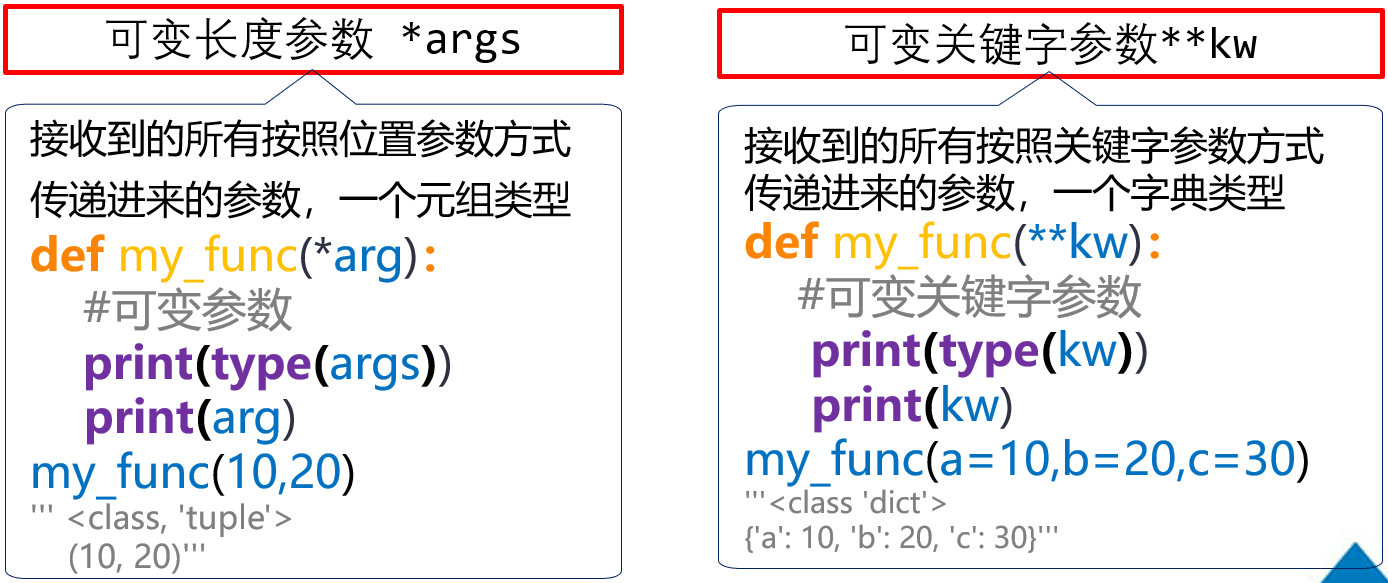 可变长度参数 *args
接收到的所有按照位置参数方式
传递进来的参数，一个元组类型
def my_func(*arg):
#可变参数
print(type(args))
print(arg)
my_func(10,20)
''' <class, 'tuple'>
(10, 20)'''
可变关键字参数**kw
接收到的所有按照关键字参数方式
传递进来的参数，一个字典类型
def my_func(**kw):
#可变关键字参数
print(type(kw))
print(kw)
my_func(a=10,b=20,c=30)
'''<class 'dict'>
{'a': 10, 'b': 20, 'c': 30}'''